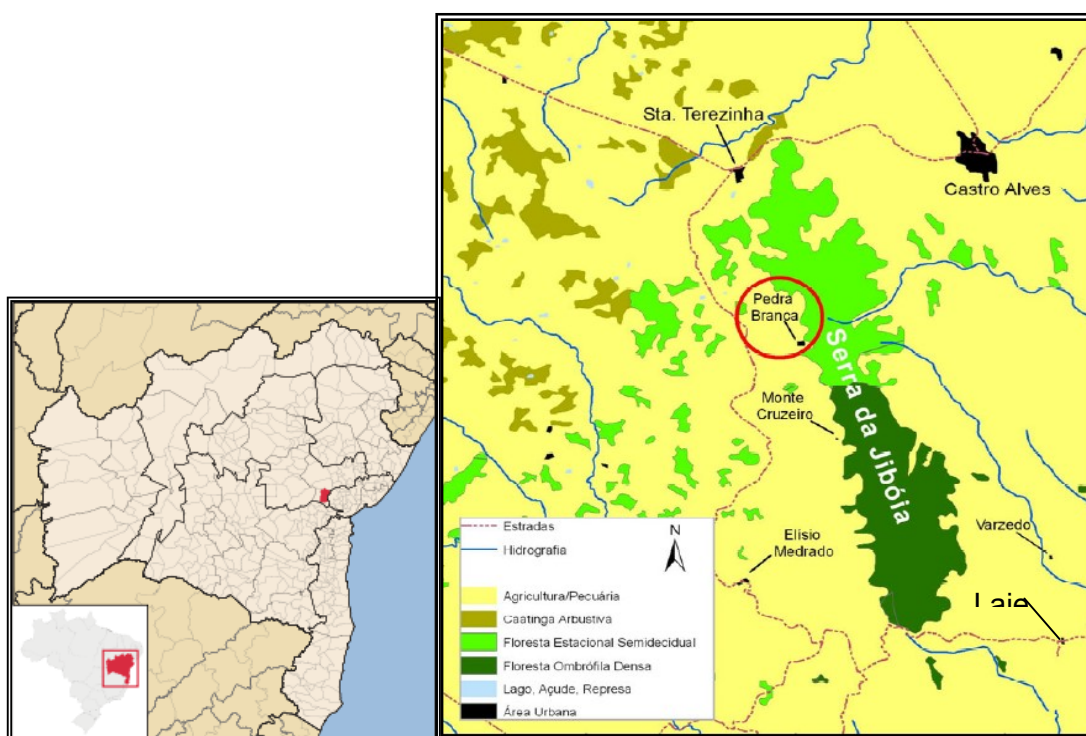 Sta. Terezinha
Castro Alves
Pedra
Branca
Serra da Jibóia
Monte
Cruzeiro
Elísio
Medrado
Varzedo
Laje
N
Estradas
Hidrografia
Agricultura/Pecuária
Caatinga Arbustiva
Floresta Estacional Semidecidual
Floresta Ombrófila Densa
Lago, Açude, Represa
Área Urbana